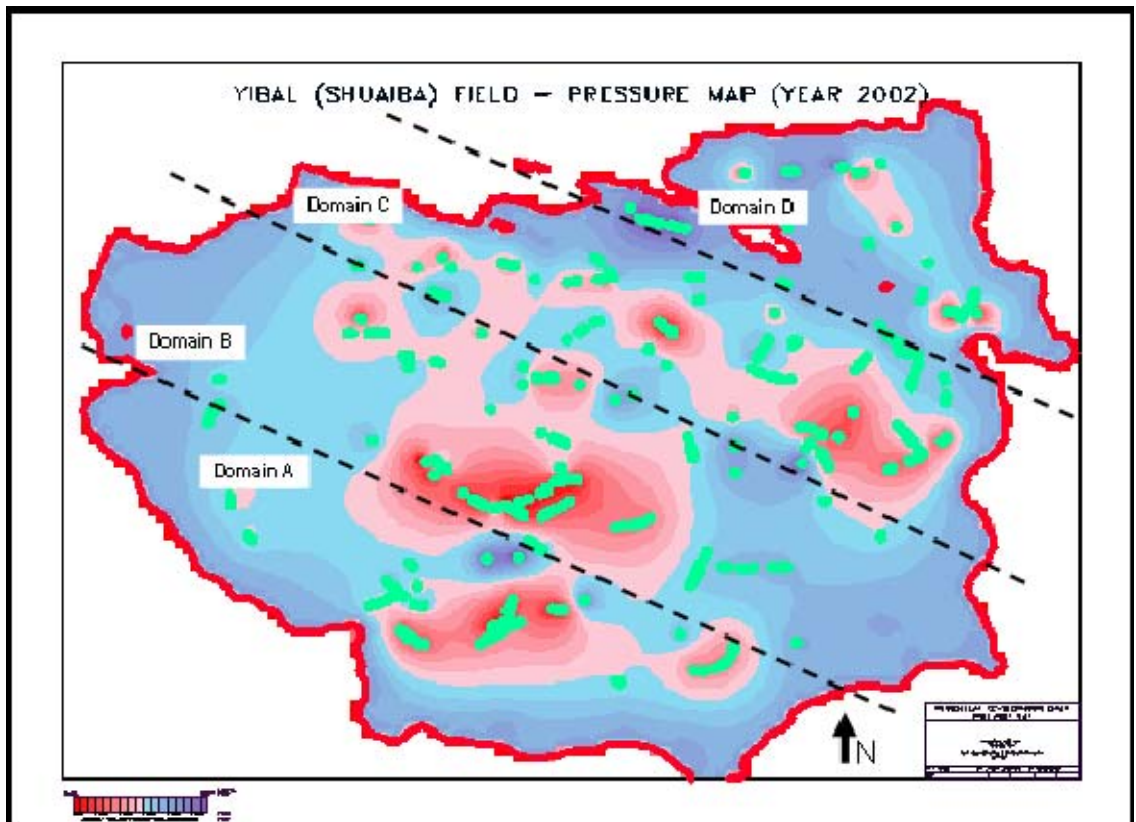 YIBAL (SHUAIBA) FIELD – PRESSURE MAP (YEAR 2002)
Domain C
Domain D
Domain B
Domain A
N